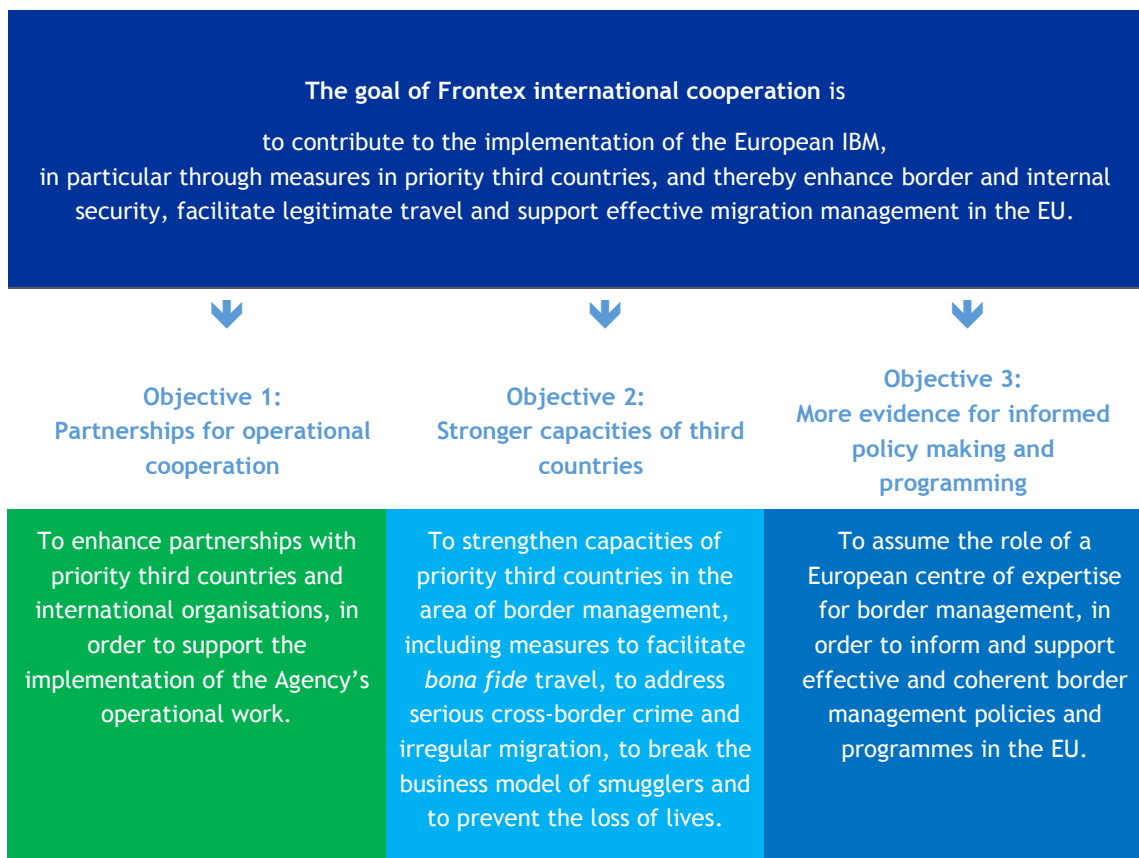 The goal of Frontex international cooperation is
to contribute to the implementation of the European IBM,
in particular through measures in priority third countries, and thereby enhance border and internal
security, facilitate legitimate travel and support effective migration management in the EU.
Objective 1:
Partnerships for operational
cooperation
Objective 2:
Stronger capacities of third
countries
Objective 3:
More evidence for informed
policy making and
programming
To enhance partnerships with
priority third countries and
international organisations, in
order to support the
implementation of the Agency’s
operational work.
To strengthen capacities of
priority third countries in the
area of border management,
including measures to facilitate
bona fide travel, to address
serious cross-border crime and
irregular migration, to break the
business model of smugglers and
to prevent the loss of lives.
To assume the role of a
European centre of expertise
for border management, in
order to inform and support
effective and coherent border
management policies and
programmes in the EU.